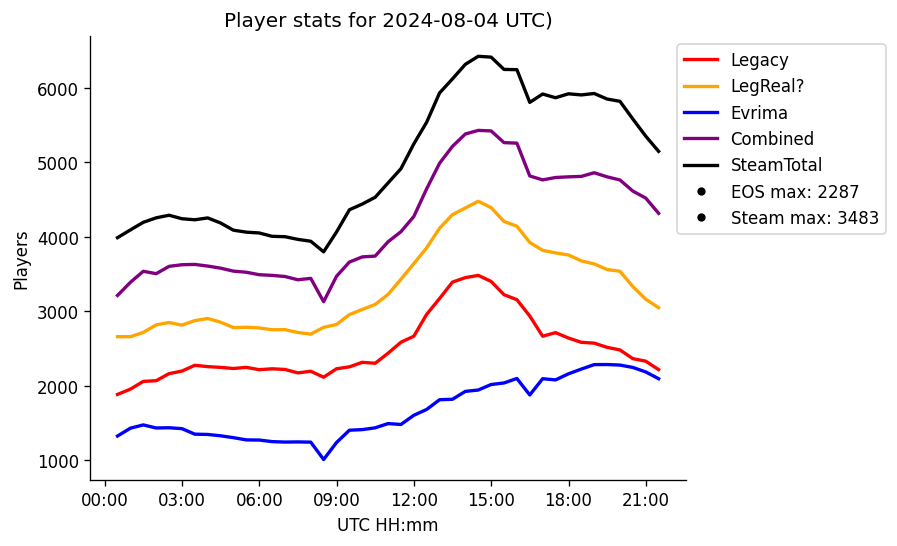 Player stats for 2024-08-04 UTC)
Legacy
LegReal?
Evrima
Combined
SteamTotal
EOS max: 2287
Steam max: 3483
Players
6000
5000
4000
3000
2000
1000
00:00 03:00 06:00 09:00 12:00 15:00 18:00 21:00
UTC HH:mm